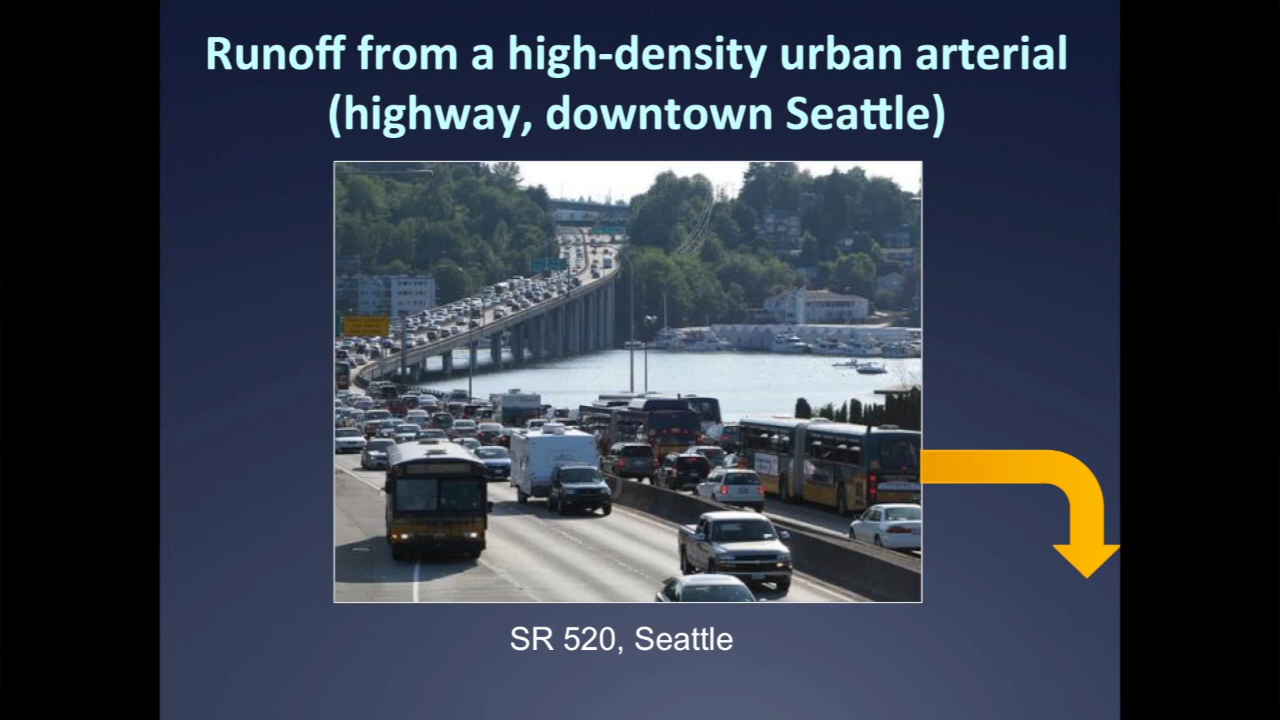 Runoff from a high-density urban arterial
(highway, downtown Seattle)
SR 520, Seattle